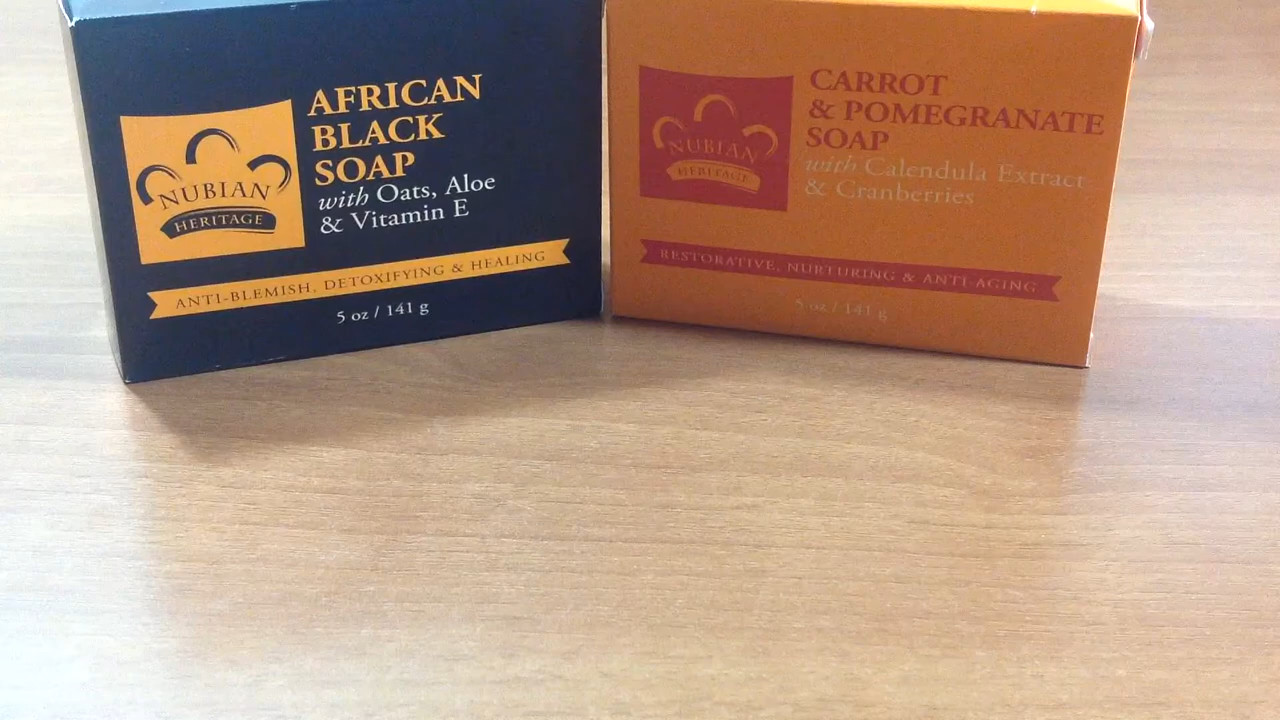 NUBIAN
HERITAGE
AFRICAN
BLACK
SOAP
with Oats, Aloe
& Vitamin E
ANTI-BLEMISH, DETOXIFYING & HEALING
5 oz / 141 g
NUBIAN
HERITAGE
CARROT
& POMEGRANATE
SOAP
with Calendula Extract
& Cranberries
RESTORATIVE, NURTURING & ANTI-AGING
5 oz / 141 g